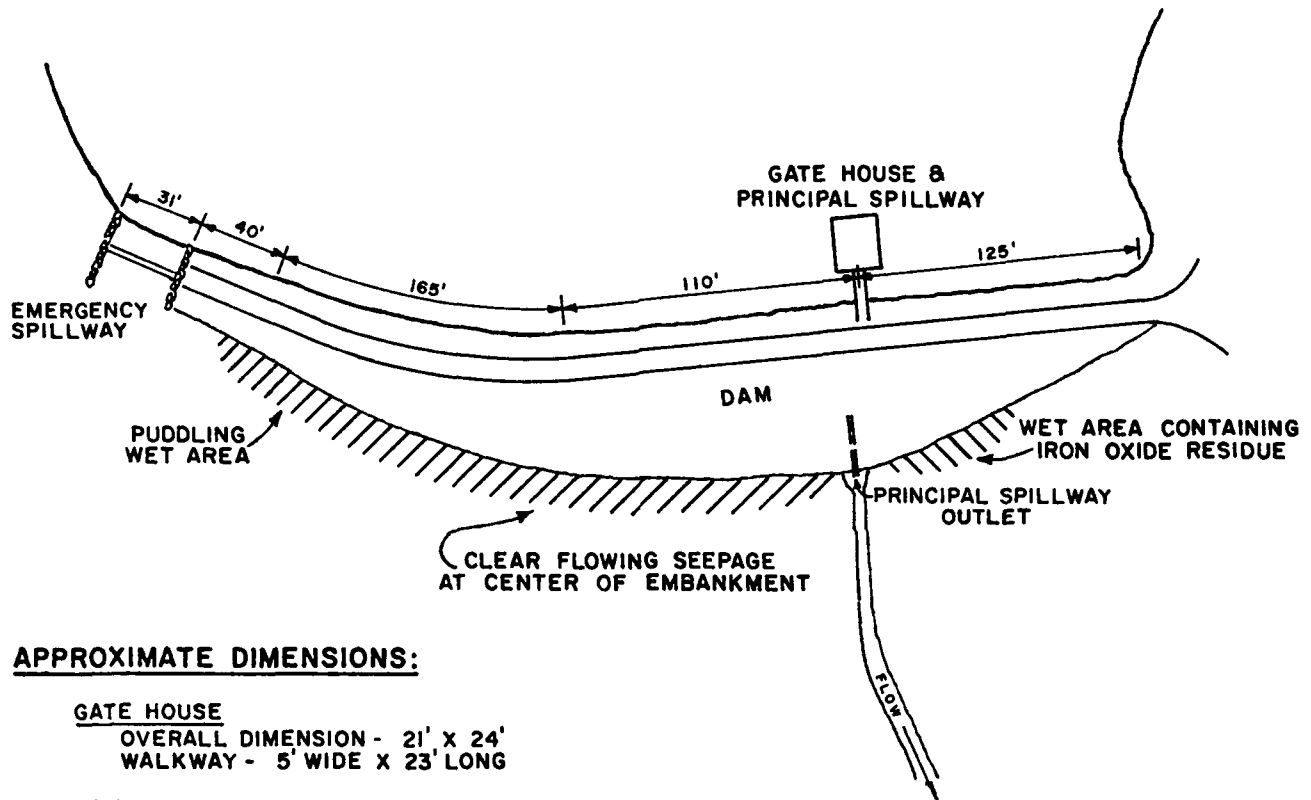 GATE HOUSE &
PRINCIPAL SPILLWAY
31'
40'
165'
110'
125'
EMERGENCY
SPILLWAY
DAM
PUDDLING
WET AREA
WET AREA CONTAINING
IRON OXIDE RESIDUE
PRINCIPAL SPILLWAY
OUTLET
CLEAR FLOWING SEEPAGE
AT CENTER OF EMBANKMENT
FLOW
APPROXIMATE DIMENSIONS:
GATE HOUSE
OVERALL DIMENSION - 21' X 24'
WALKWAY - 5' WIDE X 23' LONG